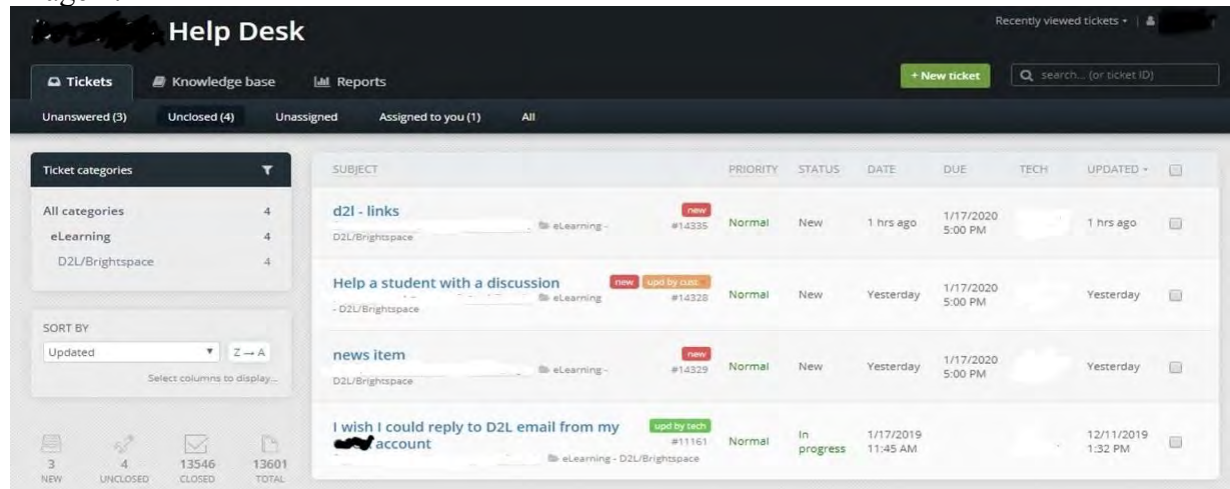 Help Desk
Recently viewed tickets
Tickets Knowledge base Reports
+ New ticket search... (or ticket ID)
Unanswered (3) Unclosed (4) Unassigned Assigned to you (1) All
Ticket categories
All categories 4
eLearning 4
D2L/Brightspace 4
SORT BY
Updated Z → A
Select columns to display...
3 4 13546 13601
NEW UNCLOSED CLOSED TOTAL
SUBJECT PRIORITY STATUS DATE DUE TECH UPDATED
d2l - links new
eLearning - #14335 Normal New 1 hrs ago 1/17/2020 5:00 PM 1 hrs ago
D2L/Brightspace
Help a student with a discussion new upd by cust...
eLearning #14328 Normal New Yesterday 1/17/2020 5:00 PM Yesterday
- D2L/Brightspace
news item new
eLearning - #14329 Normal New Yesterday 1/17/2020 5:00 PM Yesterday
D2L/Brightspace
I wish I could reply to D2L email from my upd by tech
account #11161 Normal In progress 1/17/2019 11:45 AM 12/11/2019 1:32 PM
eLearning - D2L/Brightspace